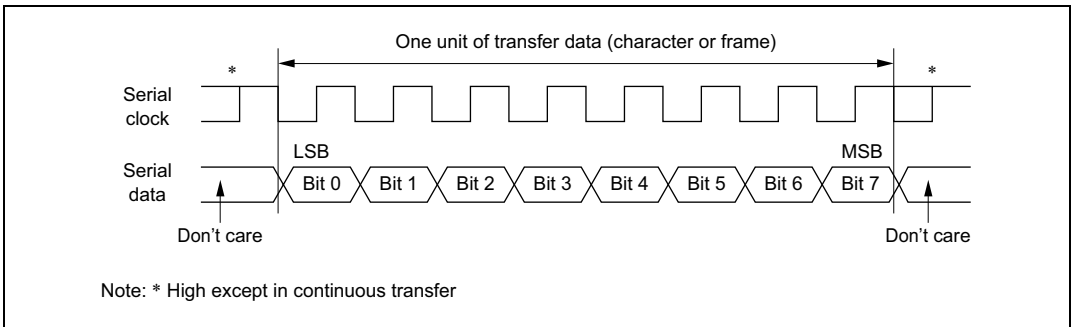 One unit of transfer data (character or frame)
* *
Serial
clock
LSB MSB
Serial
data
Bit 0 Bit 1 Bit 2 Bit 3 Bit 4 Bit 5 Bit 6 Bit 7
Don’t care Don’t care
Note: * High except in continuous transfer